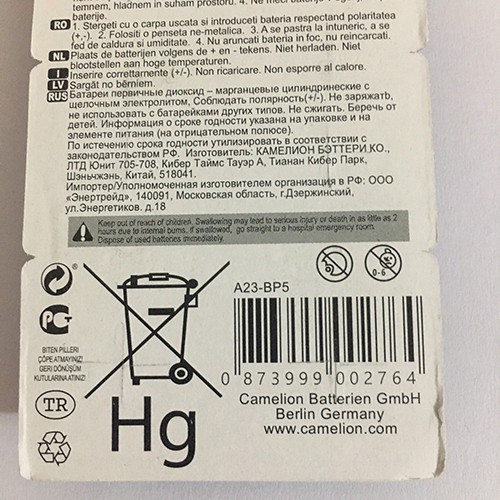 temnem, hladnem in suham prostoru. 4. Ne meči baterije v ogenj.
baterije.
RO 1. Stergeti cu o carpa uscata si introduceti bateria respectand polaritatea
(+,-). 2. Folositi o penseta ne-metalica. 3. A se pastra la intuneric, a se
fed de caldura si umiditate. 4. Nu aruncati bateria in foc, nu reincarcati.
NL Plaats de batterijen volgens de + en - tekens. Niet herladen. Niet
blootstellen aan hoge temperaturen.
I Inserire correttamente (+/-). Non ricaricare. Non esporre al calore.
LV Sargāt no bērniem.
RUS Батареи первичные диоксид – марганцевые цилиндрические с
щелочным электролитом, Соблюдать полярность(+/-). Не заряжатЬ,
не использовать с батарейками других типов. Не сжигать. Беречь от
детей. Информация о сроке годности указана на упаковке и на
элементе питания (на отрицательном полюсе).
По истечению срока годности утилизировать в соответствии с
законодательством РФ. Изготовитель: КАМЕЛИОН БЭТТЕРИ.КО.,
ЛТД Юнит 705-708, Кибер Таймс Тауэр А, Тианан Кибер Парк,
Шэньчжэнь, Китай, 518041.
Импортер/Уполномоченная изготовителем организация в РФ: ООО
«Энертрейд», 140091, Московская область, г.Дзержинский,
ул.Энергетиков. д.18
Keep out of reach of children. Swallowing may lead to serious injury or death in as little as 2
hours due to internal burns. If swallowed, go straight to a hospital emergency room.
Dispose of used batteries immediately.
0-6
A23-BP5
РСТ
BITEN PILLERI
ÇÖPE ATMAYINIZ!
GERİ DÖNÜŞÜM
KUTULARINA ATINIZ!
TR
Hg
0 873999 002764
Camelion Batterien GmbH
Berlin Germany
www.camelion.com